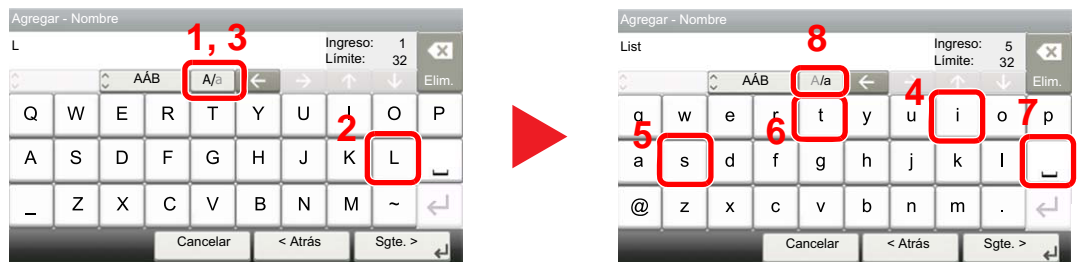 Agregar - Nombre
L
1, 3
Ingreso: 1
Límite: 32
AÁB
A/a
Elim.
Q W E R T Y U I O P
2
A S D F G H J K L
_ Z X C V B N M ~
Cancelar
< Atrás
Sgte. >
Agregar - Nombre
List
8
Ingreso: 5
Límite: 32
AÁB
A/a
Elim.
4
7
q w e r t y u i o p
5
6
a s d f g h j k l
@ z x c v b n m .
Cancelar
< Atrás
Sgte. >